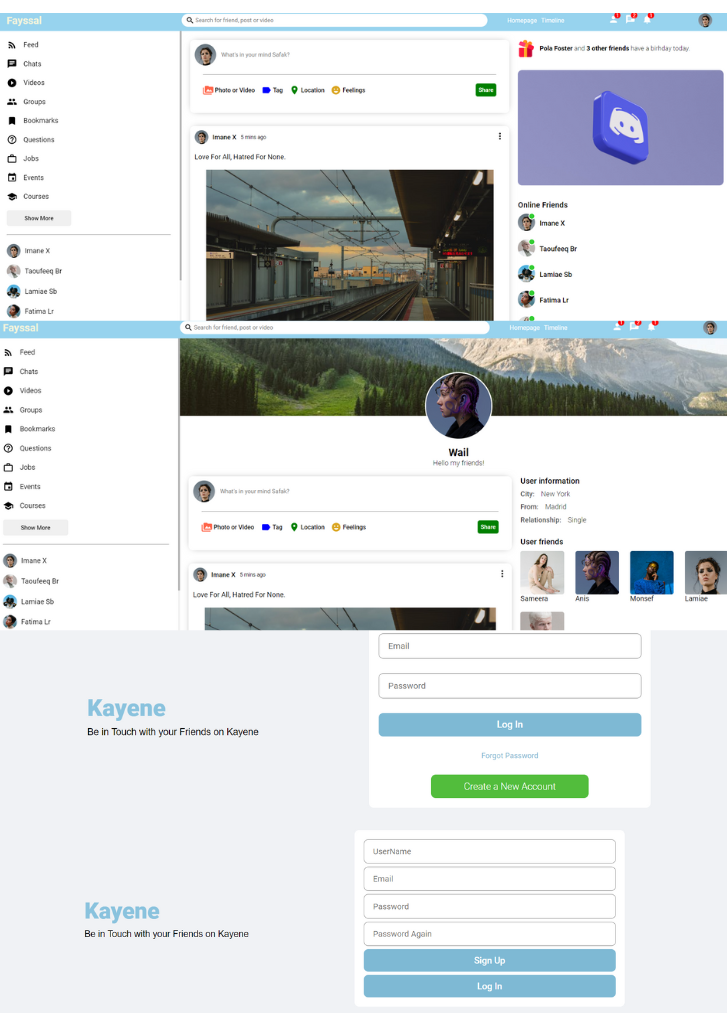 Fayssal
Search for friend, post or video
Homepage Timeline
1 2 1
Feed
Chats
Videos
Groups
Bookmarks
Questions
Jobs
Events
Courses
Show More
Imane X
Taoufeeq Br
Lamiae Sb
Fatima Lr
What's in your mind Safak?
Photo or Video Tag Location Feelings Share
Imane X 5 mins ago
Love For All, Hatred For None.
Pola Foster and 3 other friends have a birhday today.
Online Friends
Imane X
Taoufeeq Br
Lamiae Sb
Fatima Lr
Fayssal
Search for friend, post or video
Homepage Timeline
1 2 1
Feed
Chats
Videos
Groups
Bookmarks
Questions
Jobs
Events
Courses
Show More
Imane X
Taoufeeq Br
Lamiae Sb
Fatima Lr
Wail
Hello my friends!
What's in your mind Safak?
Photo or Video Tag Location Feelings Share
Imane X 5 mins ago
Love For All, Hatred For None.
User information
City: New York
From: Madrid
Relationship: Single
User friends
Sameera Anis Monsef Lamiae
Kayene
Be in Touch with your Friends on Kayene
Email
Password
Log In
Forgot Password
Create a New Account
Kayene
Be in Touch with your Friends on Kayene
UserName
Email
Password
Password Again
Sign Up
Log In